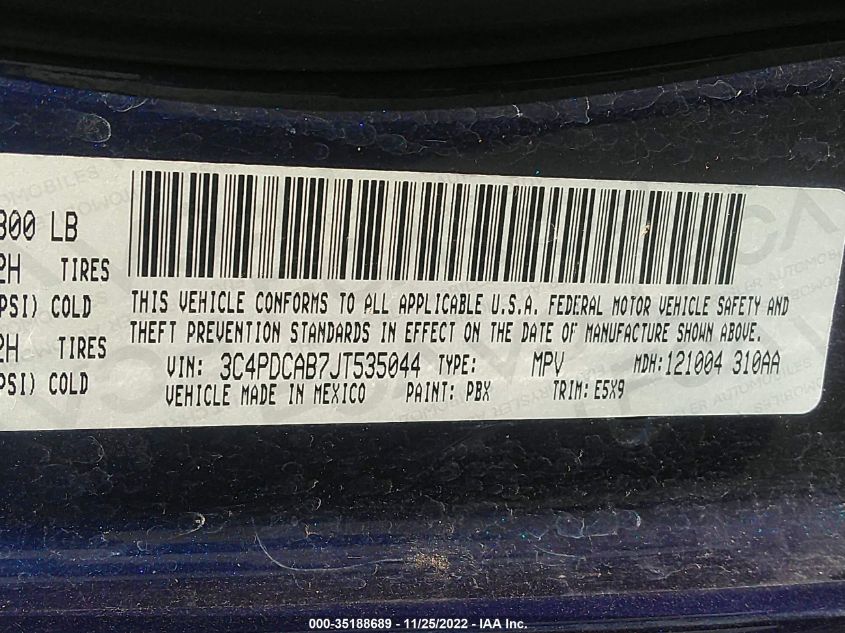 300 LB
2H TIRES
PSI) COLD
2H TIRES
PSI) COLD
THIS VEHICLE CONFORMS TO ALL APPLICABLE U.S.A. FEDERAL MOTOR VEHICLE SAFETY AND
THEFT PREVENTION STANDARDS IN EFFECT ON THE DATE OF MANUFACTURE SHOWN ABOVE.
VIN: 3C4PDCAB7JT535044 TYPE: MPV MDH:121004 310AA
VEHICLE MADE IN MEXICO PAINT: PBX TRIM: E5X9
000-35188689 - 11/25/2022 - IAA Inc.